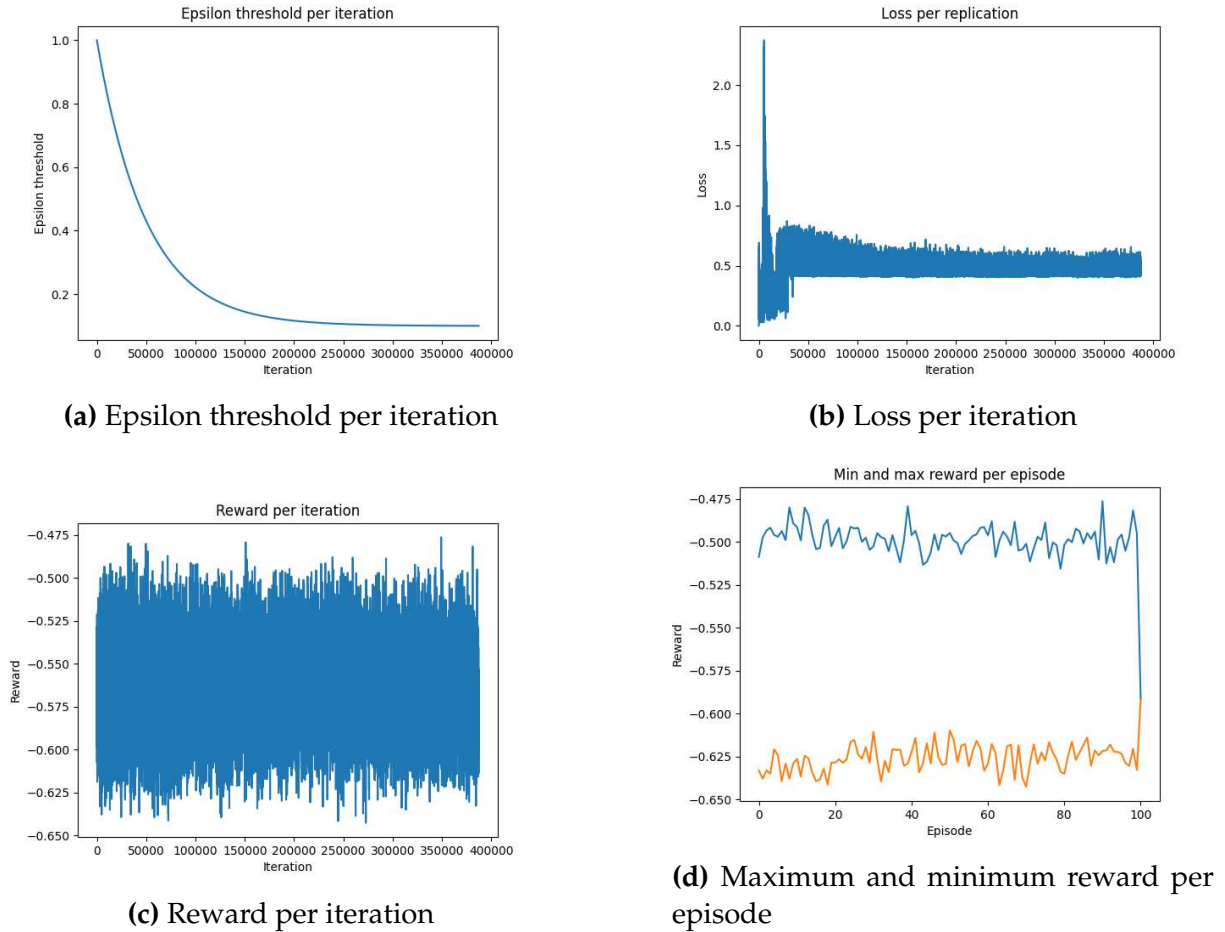 Epsilon threshold per iteration
1.0
0.8
0.6
0.4
0.2
Epsilon threshold
0 50000 100000 150000 200000 250000 300000 350000 400000
Iteration
(a) Epsilon threshold per iteration
Loss per replication
2.0
1.5
1.0
0.5
0.0
Loss
0 50000 100000 150000 200000 250000 300000 350000 400000
Iteration
(b) Loss per iteration
Reward per iteration
−0.475
−0.500
−0.525
−0.550
−0.575
−0.600
−0.625
−0.650
Reward
0 50000 100000 150000 200000 250000 300000 350000 400000
Iteration
(c) Reward per iteration
Min and max reward per episode
−0.475
−0.500
−0.525
−0.550
−0.575
−0.600
−0.625
−0.650
Reward
0 20 40 60 80 100
Episode
(d) Maximum and minimum reward per
episode